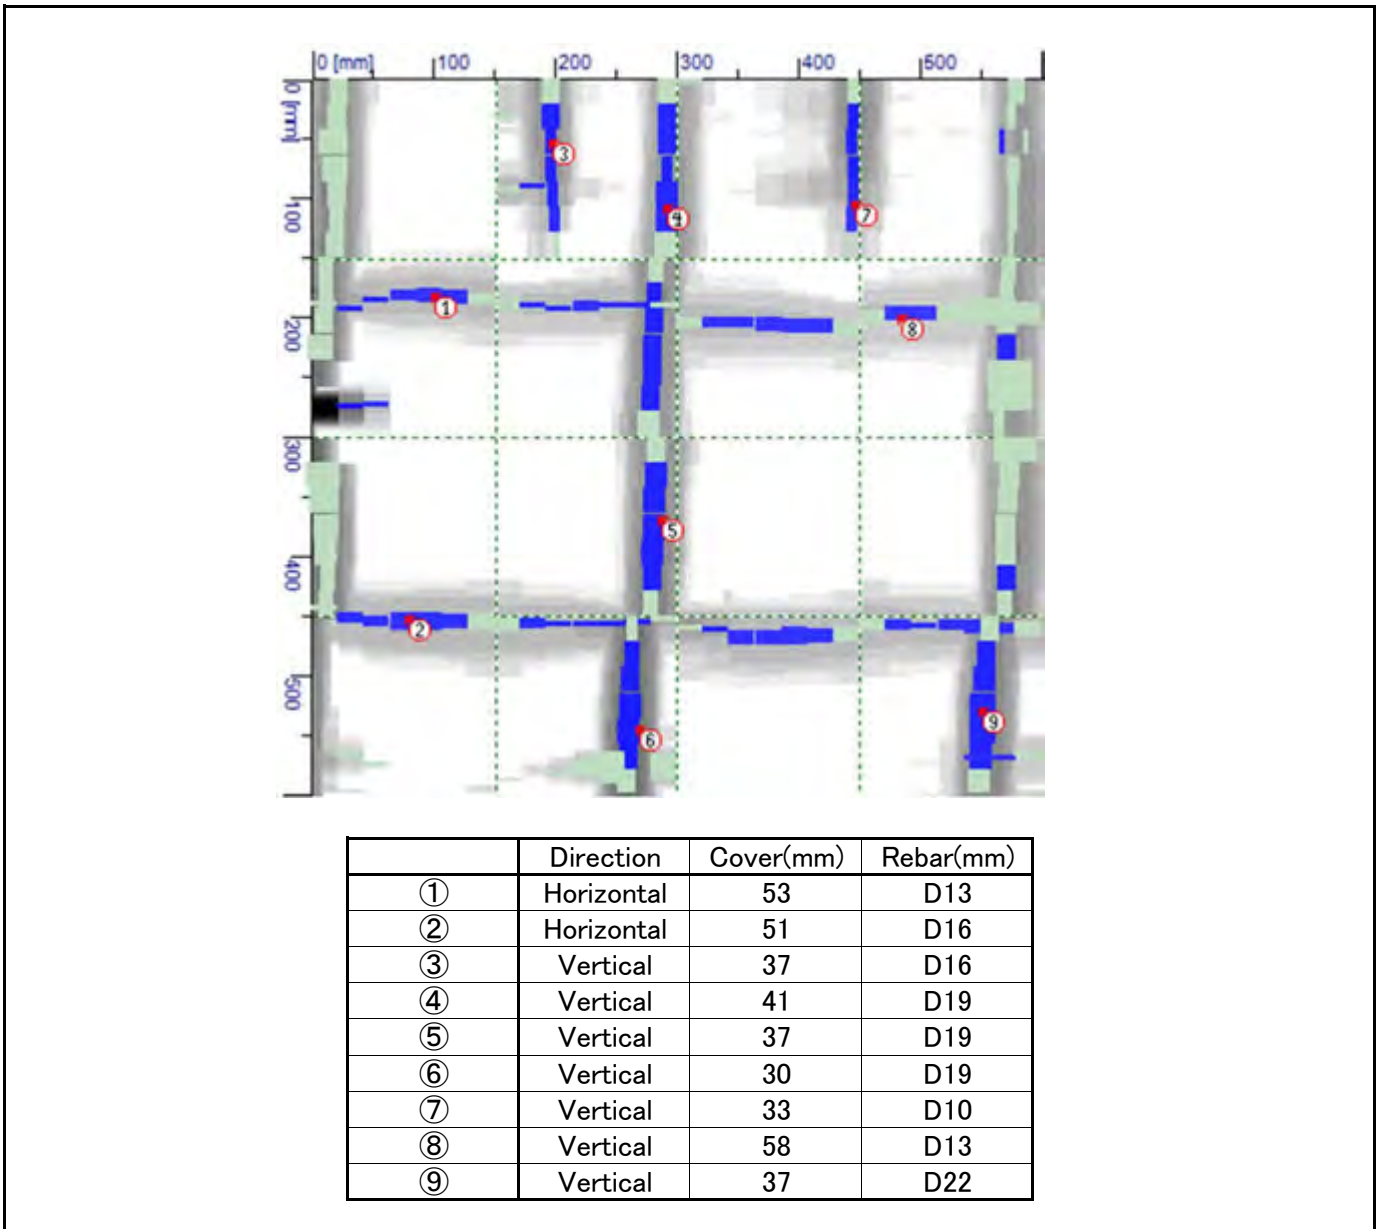 0 [mm] 100 200 300 400 500
0 [mm]
100
200
300
400
500
③
④
⑦
①
⑧
⑤
②
⑨
⑥
Direction Cover(mm) Rebar(mm)
① Horizontal 53 D13
② Horizontal 51 D16
③ Vertical 37 D16
④ Vertical 41 D19
⑤ Vertical 37 D19
⑥ Vertical 30 D19
⑦ Vertical 33 D10
⑧ Vertical 58 D13
⑨ Vertical 37 D22